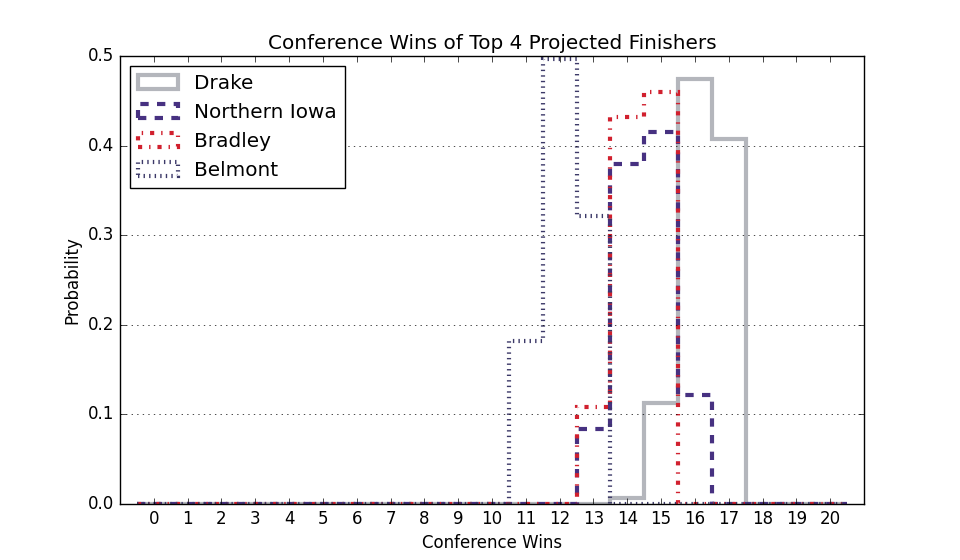 Conference Wins of Top 4 Projected Finishers
0.5
0.4
0.3
0.2
0.1
0.0
Probability
Drake
Northern Iowa
Bradley
Belmont
0 1 2 3 4 5 6 7 8 9 10 11 12 13 14 15 16 17 18 19 20
Conference Wins